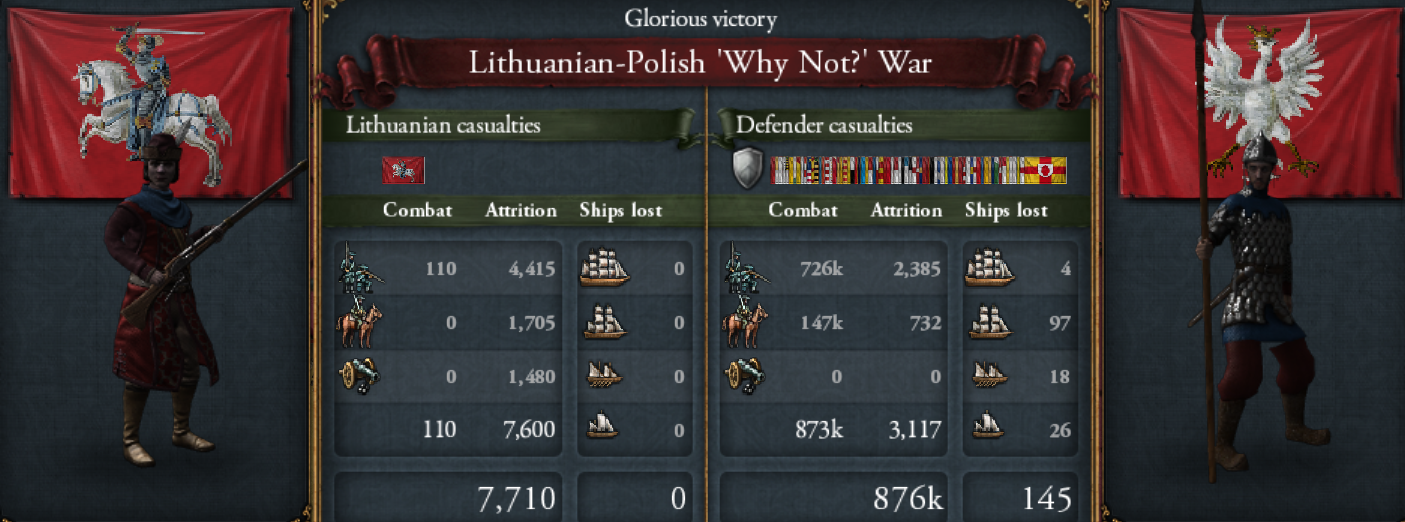 Glorious victory
Lithuanian-Polish 'Why Not?' War
Lithuanian casualties Defender casualties
Combat Attrition Ships lost Combat Attrition Ships lost
110 4,415 0 726k 2,385 4
0 1,705 0 147k 732 97
0 1,480 0 0 0 18
110 7,600 0 873k 3,117 26
7,710 0 876k 145